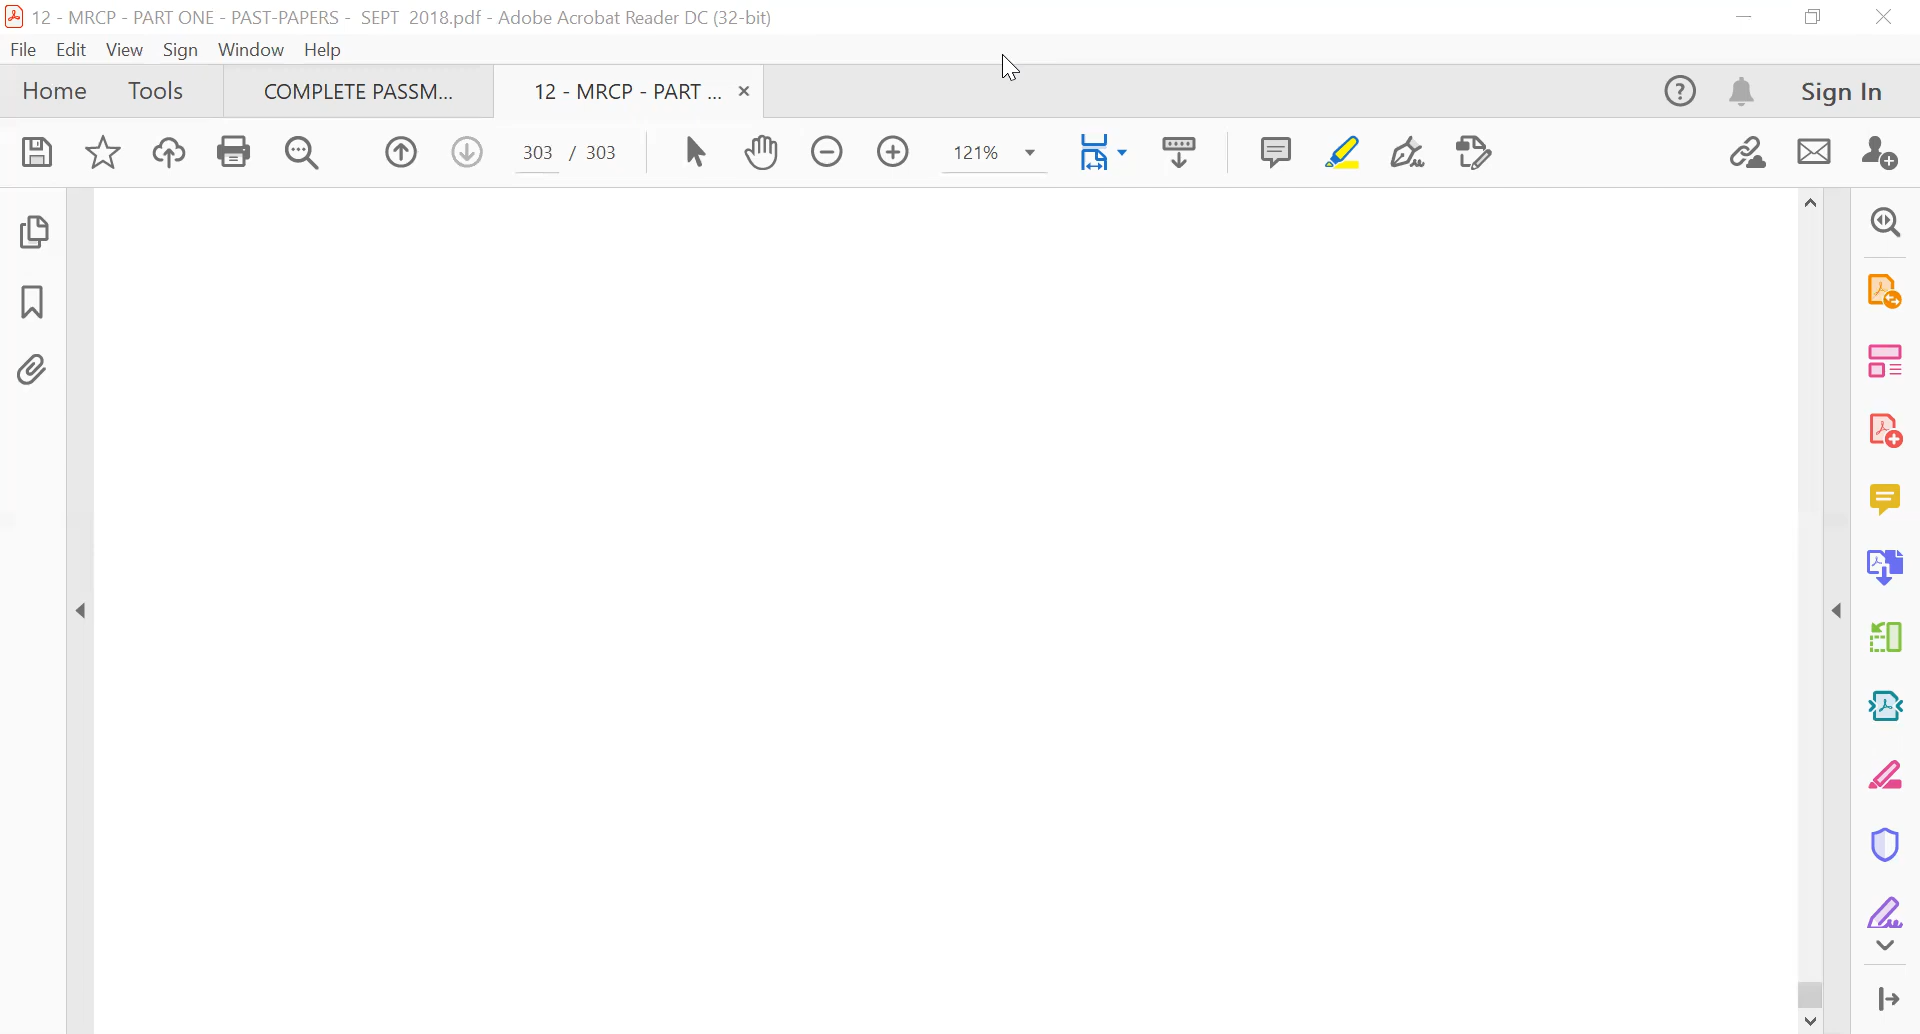 12 - MRCP - PART ONE - PAST-PAPERS - SEPT 2018.pdf - Adobe Acrobat Reader DC (32-bit)
File Edit View Sign Window Help
Home Tools COMPLETE PASSM... 12 - MRCP - PART ... Sign In
303 / 303 121%